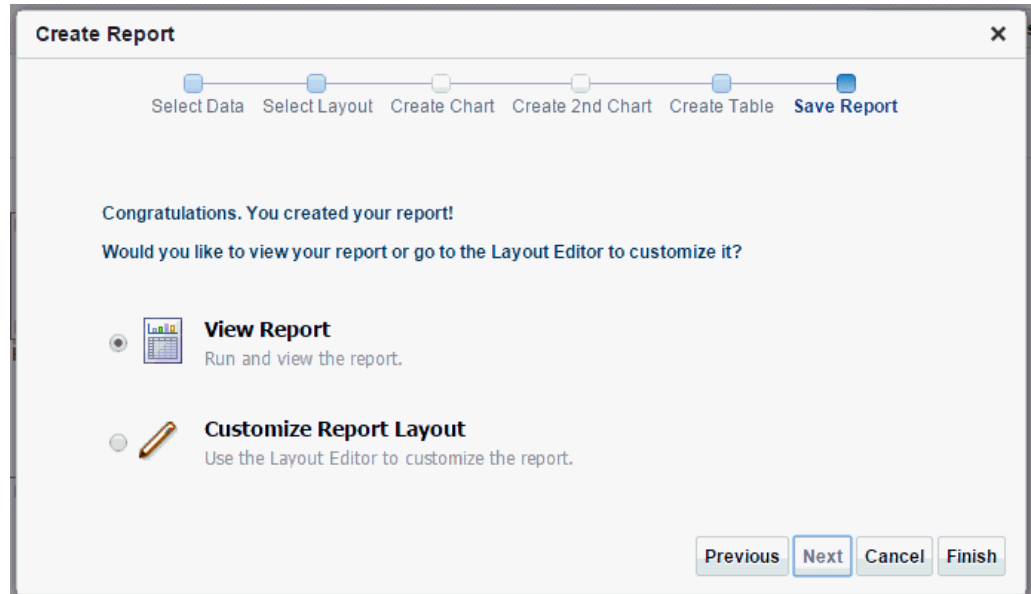 Create Report
Select Data Select Layout Create Chart Create 2nd Chart Create Table Save Report
Congratulations. You created your report!
Would you like to view your report or go to the Layout Editor to customize it?
View Report
Run and view the report.
Customize Report Layout
Use the Layout Editor to customize the report.
Previous Next Cancel Finish